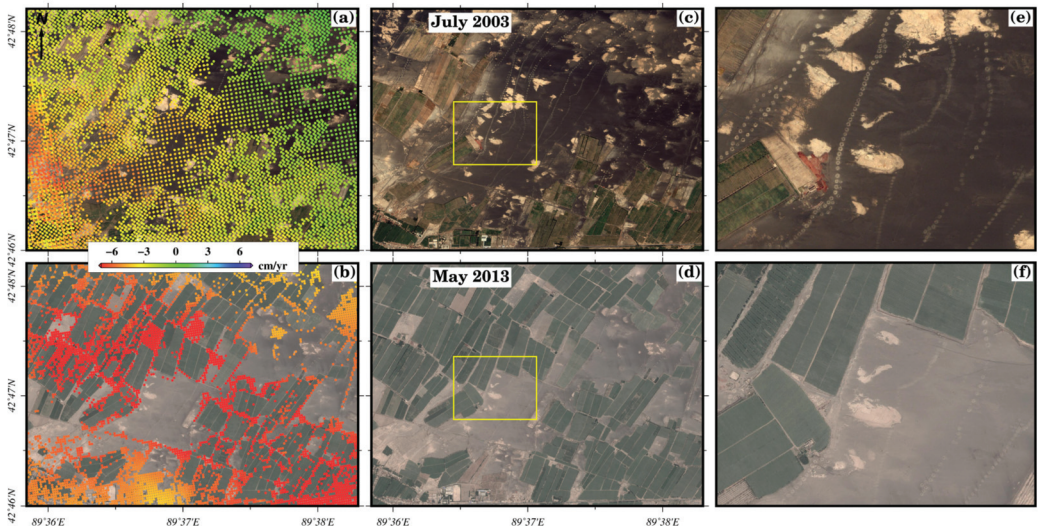 (a)
July 2003
(c)
(e)
N
42°48'N
42°47'N
42°46'N
−6 −3 0 3 6
cm/yr
(b)
May 2013
(d)
(f)
42°48'N
42°47'N
42°46'N
89°36'E 89°37'E 89°38'E 89°36'E 89°37'E 89°38'E